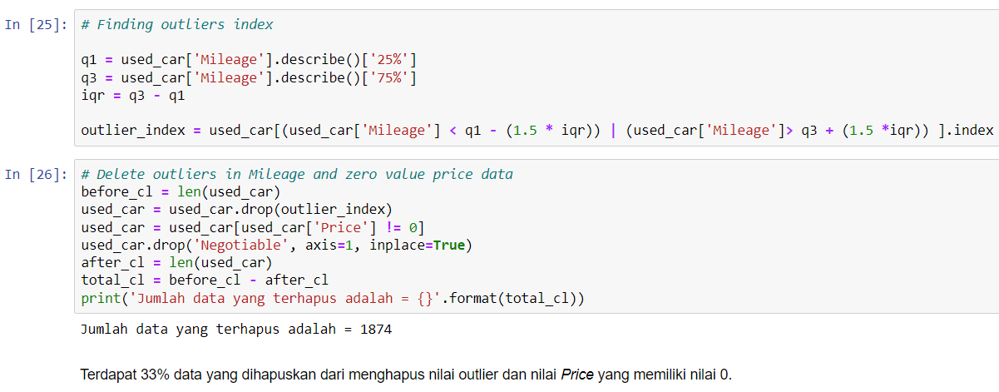 In [25]: # Finding outliers index
q1 = used_car['Mileage'].describe()['25%']
q3 = used_car['Mileage'].describe()['75%']
iqr = q3 - q1
outlier_index = used_car[(used_car['Mileage'] < q1 - (1.5 * iqr)) | (used_car['Mileage']> q3 + (1.5 *iqr)) ].index
In [26]: # Delete outliers in Mileage and zero value price data
before_cl = len(used_car)
used_car = used_car.drop(outlier_index)
used_car = used_car[used_car['Price'] != 0]
used_car.drop('Negotiable', axis=1, inplace=True)
after_cl = len(used_car)
total_cl = before_cl - after_cl
print('Jumlah data yang terhapus adalah = {}'.format(total_cl))
Jumlah data yang terhapus adalah = 1874
Terdapat 33% data yang dihapuskan dari menghapus nilai outlier dan nilai Price yang memiliki nilai 0.